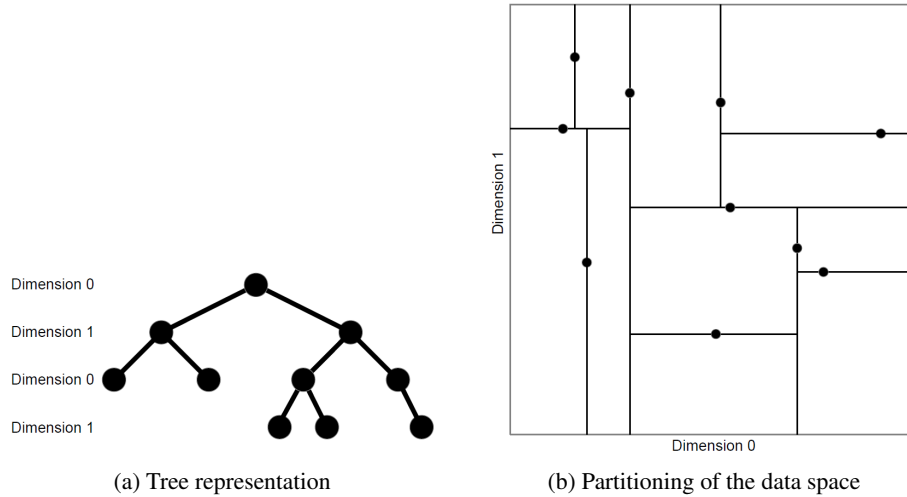 Dimension 0
Dimension 1
Dimension 0
Dimension 1
Dimension 1
Dimension 0
(a) Tree representation
(b) Partitioning of the data space